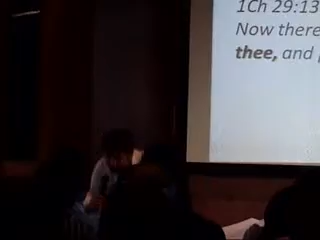 1Ch 29:13
Now there
thee, and